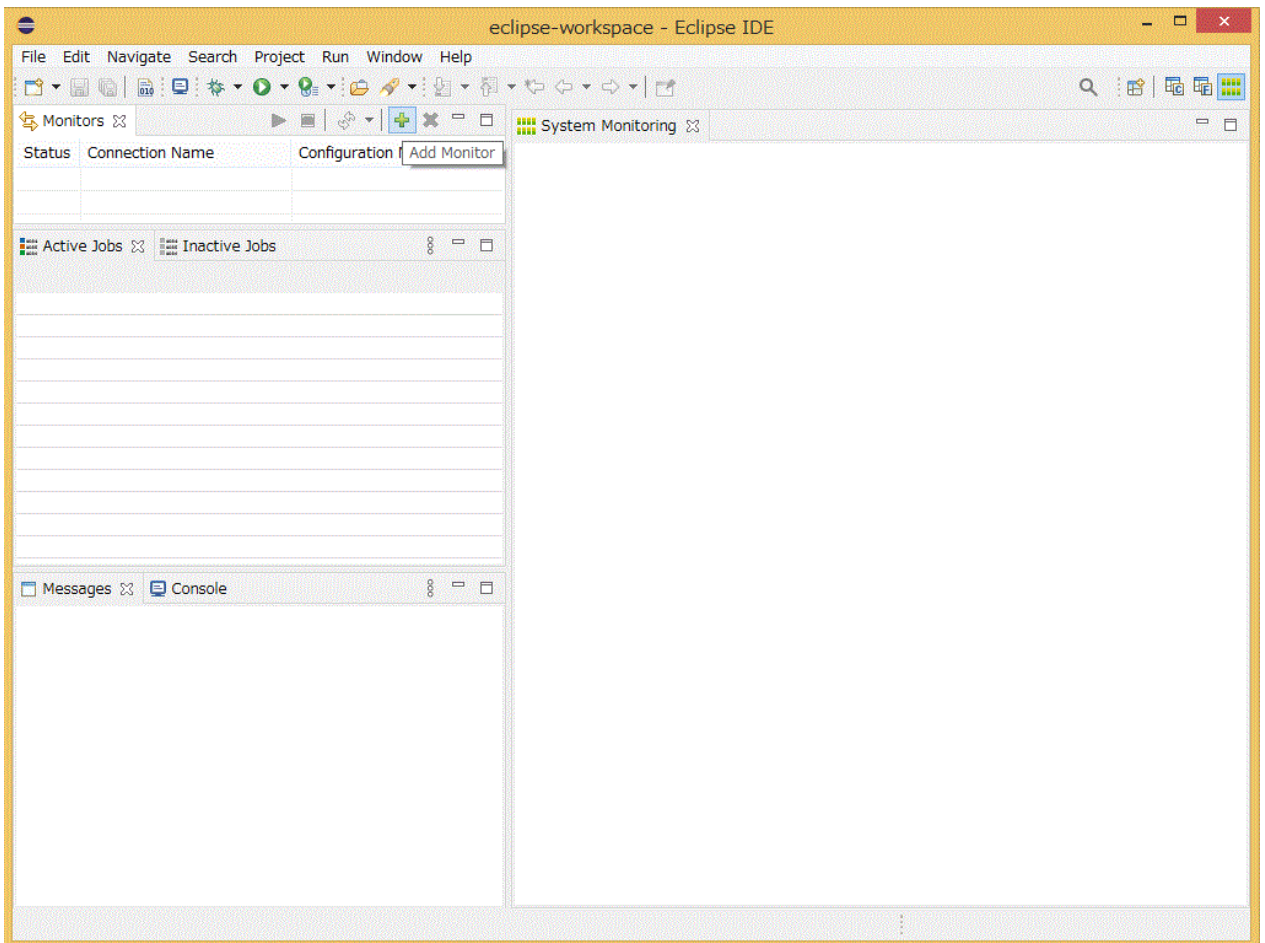 eclipse-workspace - Eclipse IDE
File Edit Navigate Search Project Run Window Help
010
C F
Monitors
System Monitoring
Status Connection Name Configuration
Add Monitor
Active Jobs Inactive Jobs
Messages Console